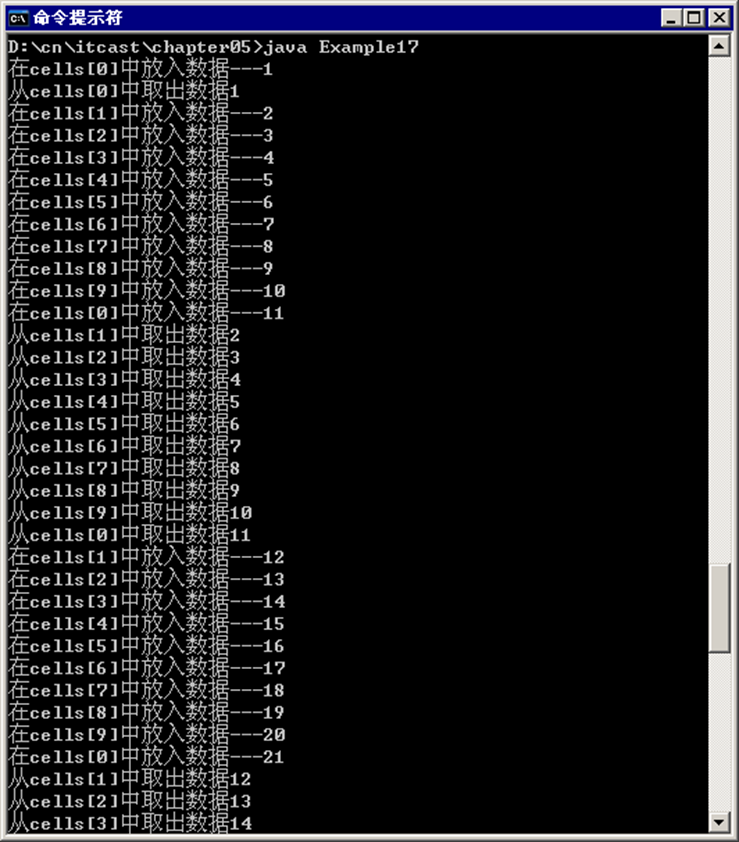 命令提示符
D:\cn\itcast\chapter05>java Example17
在cells[0]中放入数据---1
从cells[0]中取出数据1
在cells[1]中放入数据---2
在cells[2]中放入数据---3
在cells[3]中放入数据---4
在cells[4]中放入数据---5
在cells[5]中放入数据---6
在cells[6]中放入数据---7
在cells[7]中放入数据---8
在cells[8]中放入数据---9
在cells[9]中放入数据---10
在cells[0]中放入数据---11
从cells[1]中取出数据2
从cells[2]中取出数据3
从cells[3]中取出数据4
从cells[4]中取出数据5
从cells[5]中取出数据6
从cells[6]中取出数据7
从cells[7]中取出数据8
从cells[8]中取出数据9
从cells[9]中取出数据10
从cells[0]中取出数据11
在cells[1]中放入数据---12
在cells[2]中放入数据---13
在cells[3]中放入数据---14
在cells[4]中放入数据---15
在cells[5]中放入数据---16
在cells[6]中放入数据---17
在cells[7]中放入数据---18
在cells[8]中放入数据---19
在cells[9]中放入数据---20
在cells[0]中放入数据---21
从cells[1]中取出数据12
从cells[2]中取出数据13
从cells[3]中取出数据14